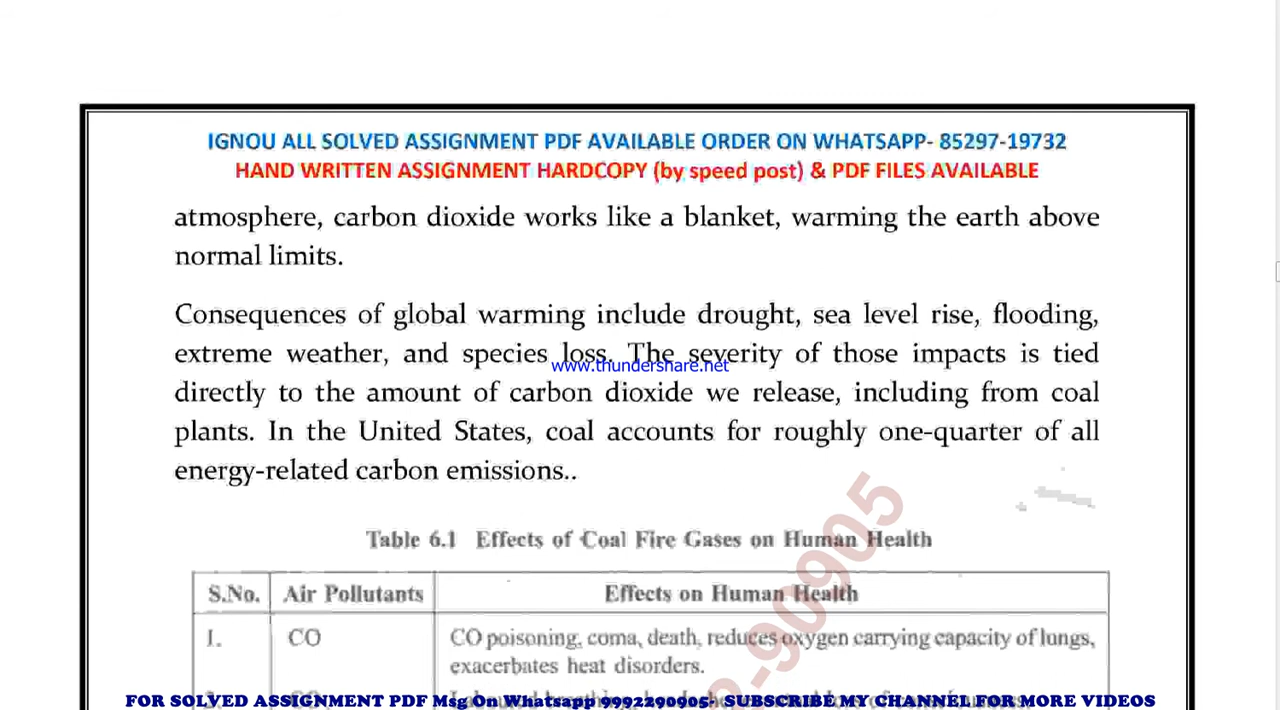 IGNOU ALL SOLVED ASSIGNMENT PDF AVAILABLE ORDER ON WHATSAPP- 85297-19732
HAND WRITTEN ASSIGNMENT HARDCOPY (by speed post) & PDF FILES AVAILABLE
atmosphere, carbon dioxide works like a blanket, warming the earth above
normal limits.
Consequences of global warming include drought, sea level rise, flooding,
extreme weather, and species loss. The severity of those impacts is tied
www.thundershare.net
directly to the amount of carbon dioxide we release, including from coal
plants. In the United States, coal accounts for roughly one-quarter of all
energy-related carbon emissions..
Table 6.1 Effects of Coal Fire Gases on Human Health
S.No. Air Pollutants Effects on Human Health
1. CO CO poisoning, coma, death, reduces oxygen carrying capacity of lungs,
exacerbates heat disorders.
-90905
FOR SOLVED ASSIGNMENT PDF Msg On Whatsapp 9992290905- SUBSCRIBE MY CHANNEL FOR MORE VIDEOS